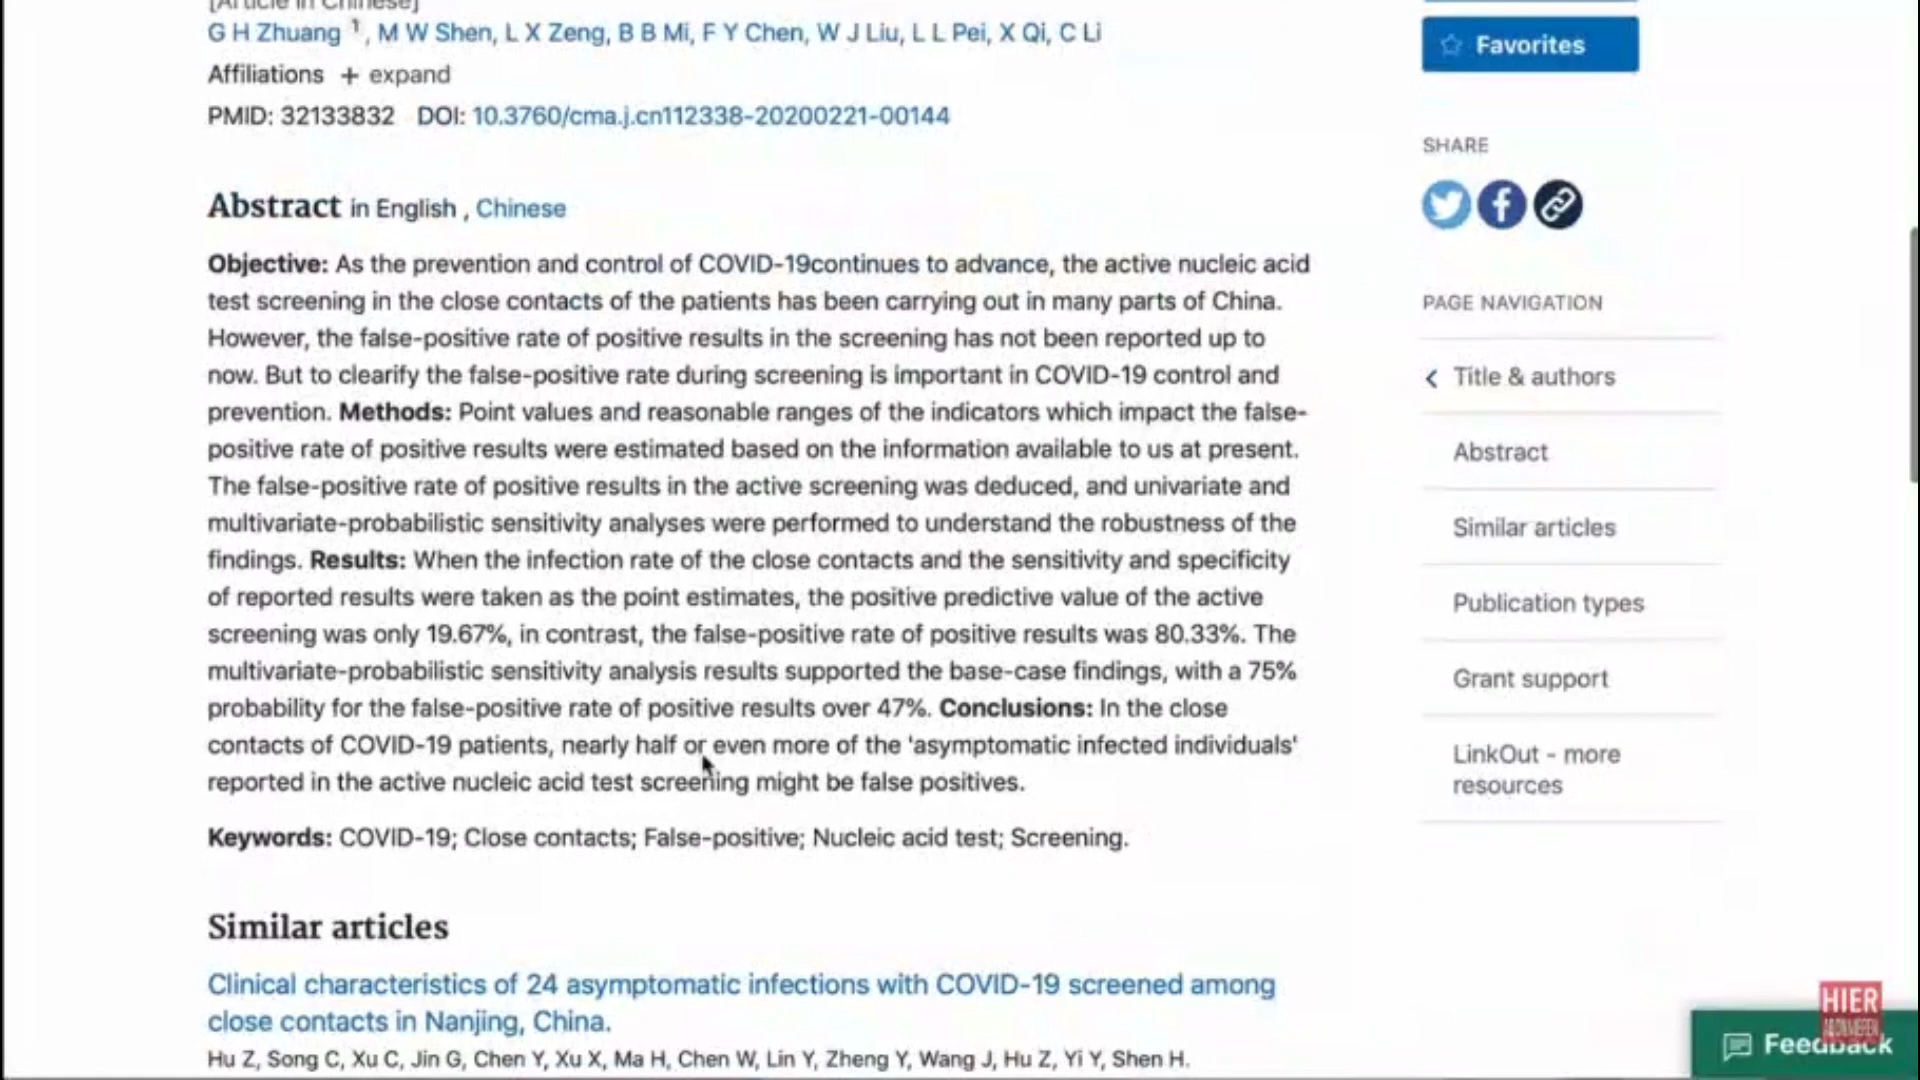 [Article in Chinese]
G H Zhuang 1, M W Shen, L X Zeng, B B Mi, F Y Chen, W J Liu, L L Pei, X Qi, C Li
Affiliations + expand
PMID: 32133832 DOI: 10.3760/cma.j.cn112338-20200221-00144
Abstract in English , Chinese
Objective: As the prevention and control of COVID-19continues to advance, the active nucleic acid
test screening in the close contacts of the patients has been carrying out in many parts of China.
However, the false-positive rate of positive results in the screening has not been reported up to
now. But to clearify the false-positive rate during screening is important in COVID-19 control and
prevention. Methods: Point values and reasonable ranges of the indicators which impact the false-
positive rate of positive results were estimated based on the information available to us at present.
The false-positive rate of positive results in the active screening was deduced, and univariate and
multivariate-probabilistic sensitivity analyses were performed to understand the robustness of the
findings. Results: When the infection rate of the close contacts and the sensitivity and specificity
of reported results were taken as the point estimates, the positive predictive value of the active
screening was only 19.67%, in contrast, the false-positive rate of positive results was 80.33%. The
multivariate-probabilistic sensitivity analysis results supported the base-case findings, with a 75%
probability for the false-positive rate of positive results over 47%. Conclusions: In the close
contacts of COVID-19 patients, nearly half or even more of the 'asymptomatic infected individuals'
reported in the active nucleic acid test screening might be false positives.
Keywords: COVID-19; Close contacts; False-positive; Nucleic acid test; Screening.
Similar articles
Clinical characteristics of 24 asymptomatic infections with COVID-19 screened among
close contacts in Nanjing, China.
Hu Z, Song C, Xu C, Jin G, Chen Y, Xu X, Ma H, Chen W, Lin Y, Zheng Y, Wang J, Hu Z, Yi Y, Shen H.
Favorites
SHARE
PAGE NAVIGATION
Title & authors
Abstract
Similar articles
Publication types
Grant support
LinkOut - more
resources
HIER
ABONNIEREN
Feedback